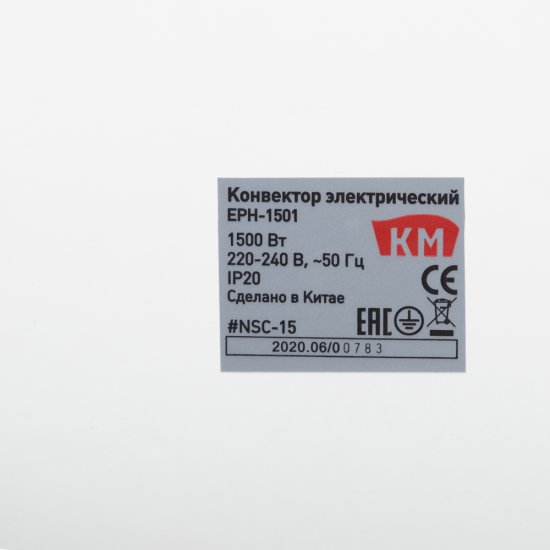 Конвектор электрический
EPH-1501
КМ
1500 Вт
220-240 В, ~50 Гц
IP20
CE
Сделано в Китае
EAC
#NSC-15
2020.06/00783